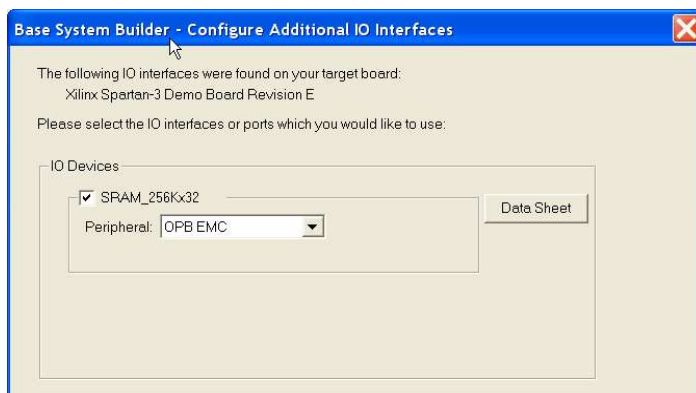 Base System Builder - Configure Additional IO Interfaces
The following IO interfaces were found on your target board:
Xilinx Spartan-3 Demo Board Revision E
Please select the IO interfaces or ports which you would like to use:
IO Devices
SRAM_256Kx32
Data Sheet
Peripheral: OPB EMC